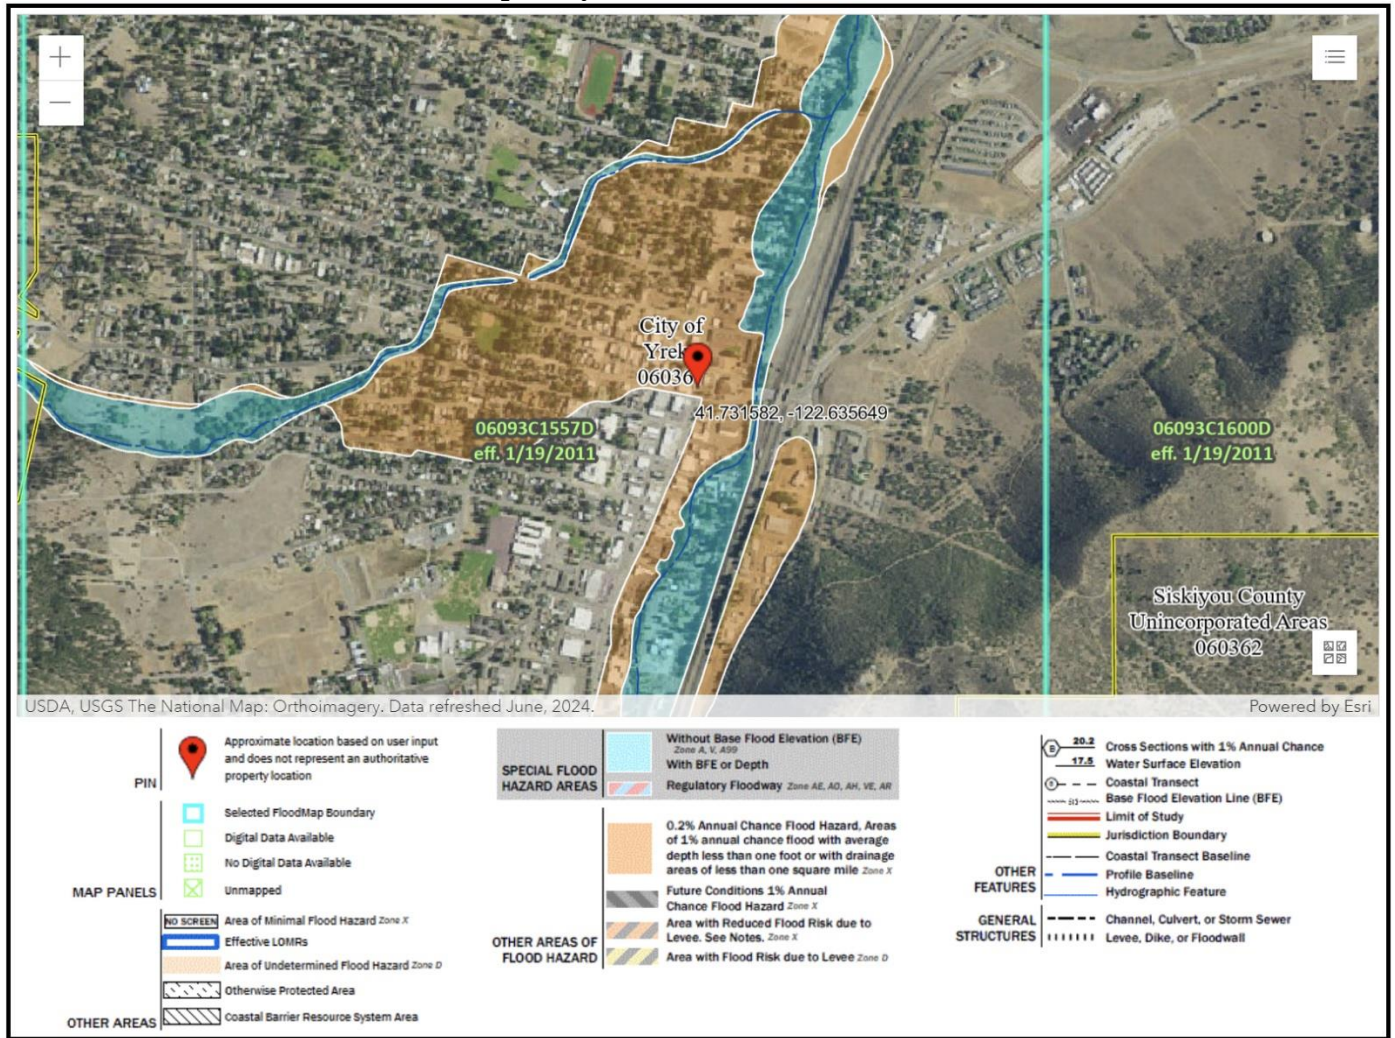 City of
Yrek
06036
41.731582, -122.635649
06093C1557D
eff. 1/19/2011
06093C1600D
eff. 1/19/2011
Siskiyou County
Unincorporated Areas
060362
USDA, USGS The National Map: Orthoimagery. Data refreshed June, 2024.
Powered by Esri
PIN
Approximate location based on user input
and does not represent an authoritative
property location
MAP PANELS
Selected FloodMap Boundary
Digital Data Available
No Digital Data Available
Unmapped
OTHER AREAS
NO SCREEN Area of Minimal Flood Hazard Zone X
Effective LOMRs
Area of Undetermined Flood Hazard Zone D
Otherwise Protected Area
Coastal Barrier Resource System Area
SPECIAL FLOOD
HAZARD AREAS
Without Base Flood Elevation (BFE)
Zone A, V, A99
With BFE or Depth
Regulatory Floodway Zone AE, AO, AH, VE, AR
OTHER AREAS OF
FLOOD HAZARD
0.2% Annual Chance Flood Hazard, Areas
of 1% annual chance flood with average
depth less than one foot or with drainage
areas of less than one square mile Zone X
Future Conditions 1% Annual
Chance Flood Hazard Zone X
Area with Reduced Flood Risk due to
Levee. See Notes. Zone X
Area with Flood Risk due to Levee Zone D
OTHER
FEATURES
B 20.2 Cross Sections with 1% Annual Chance
17.5 Water Surface Elevation
Coastal Transect
Base Flood Elevation Line (BFE)
Limit of Study
Jurisdiction Boundary
Coastal Transect Baseline
Profile Baseline
Hydrographic Feature
GENERAL
STRUCTURES
Channel, Culvert, or Storm Sewer
Levee, Dike, or Floodwall